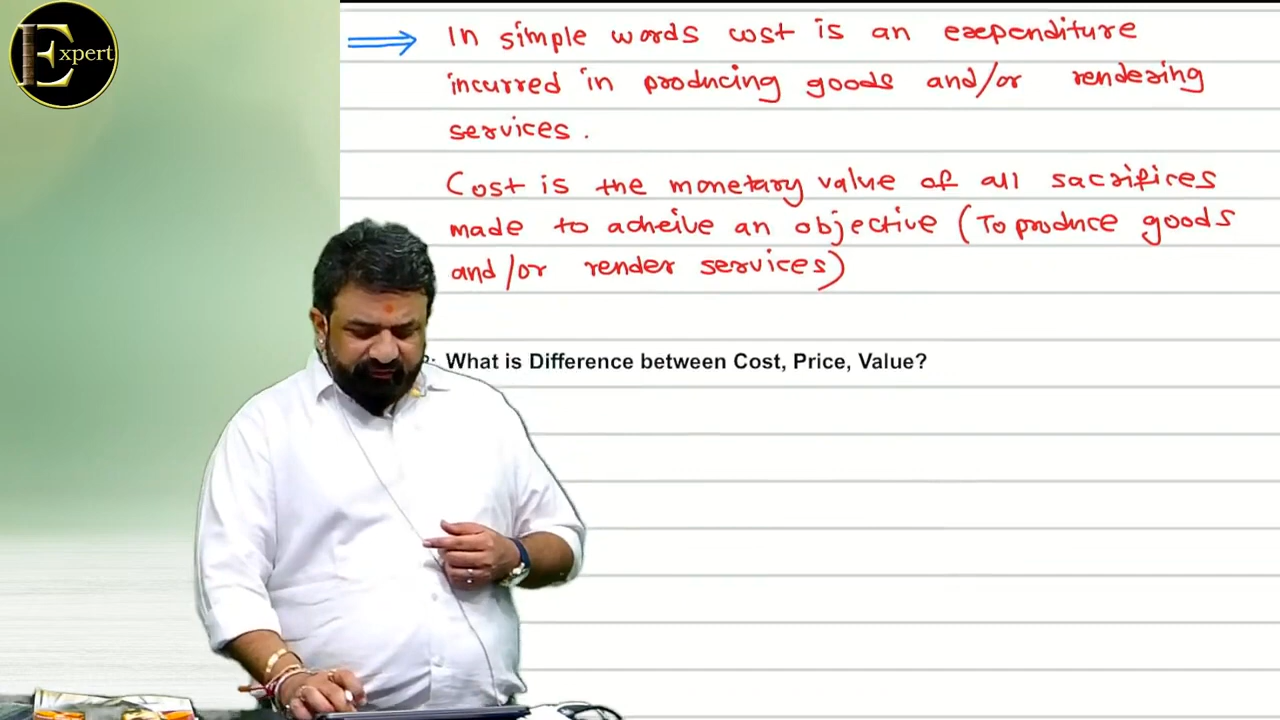 Expert
In simple words cost is an expenditure
incurred in producing goods and/or rendering
services.
Cost is the monetary value of all sacrifices
made to acheive an objective (To produce goods
and/or render services)
What is Difference between Cost, Price, Value?